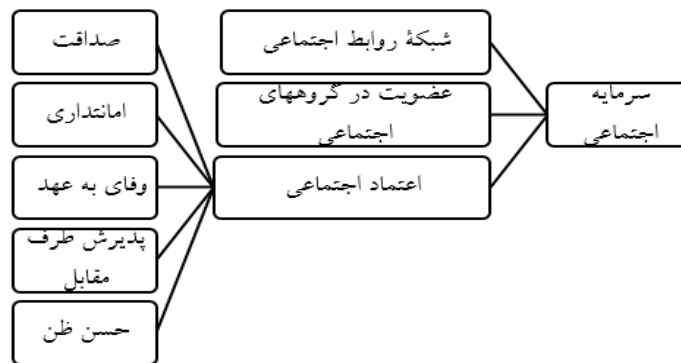 سرمایه
اجتماعی
شبکۀ روابط اجتماعی
عضویت در گروههای
اجتماعی
اعتماد اجتماعی
صداقت
امانتداری
وفای به عهد
پذیرش طرف
مقابل
حسن ظن